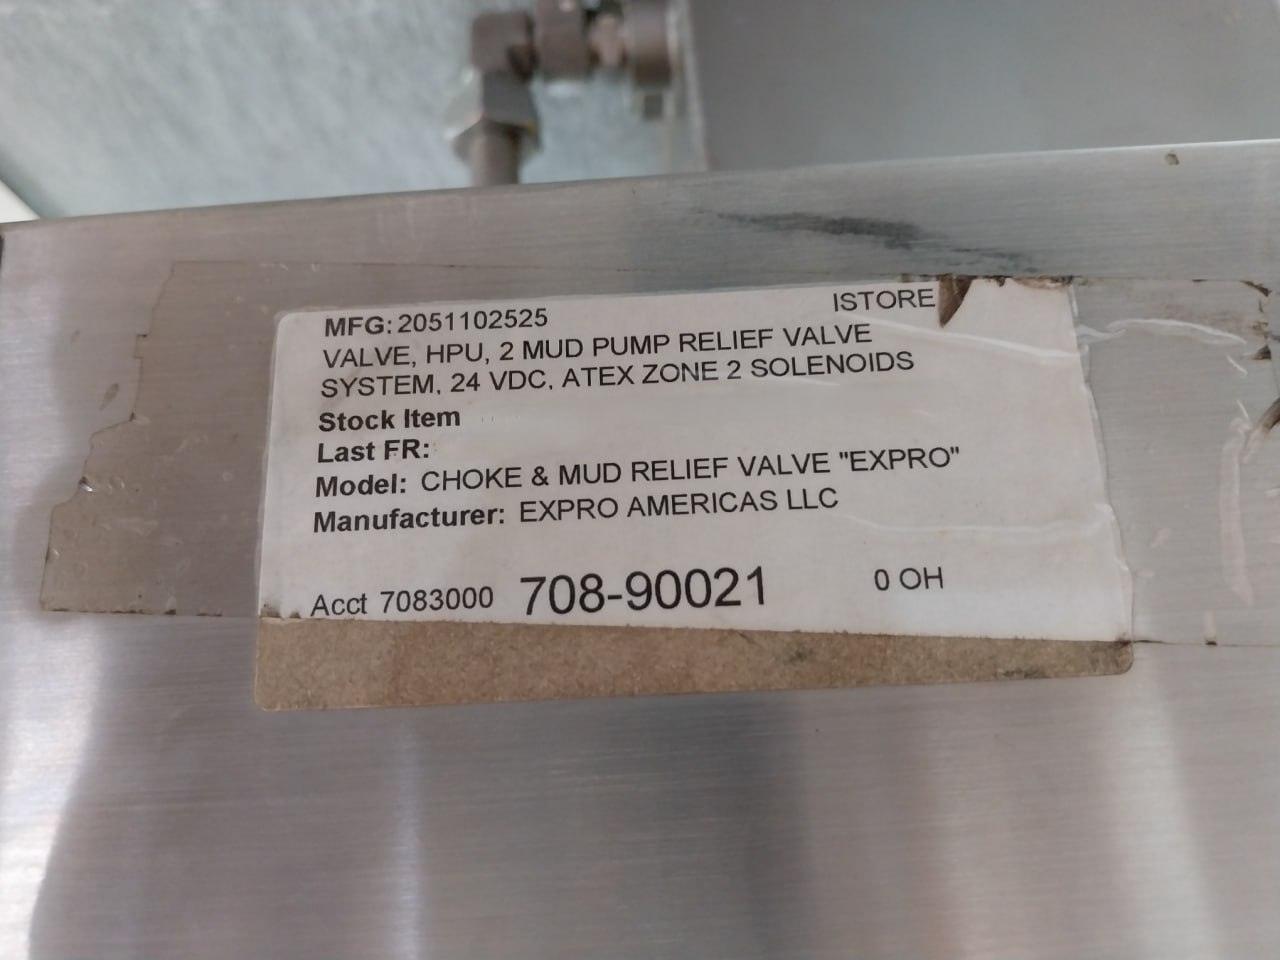 MFG: 2051102525 ISTORE
VALVE, HPU, 2 MUD PUMP RELIEF VALVE
SYSTEM, 24 VDC, ATEX ZONE 2 SOLENOIDS
Stock Item
Last FR:
Model: CHOKE & MUD RELIEF VALVE "EXPRO"
Manufacturer: EXPRO AMERICAS LLC
Acct 7083000 708-90021 0 OH